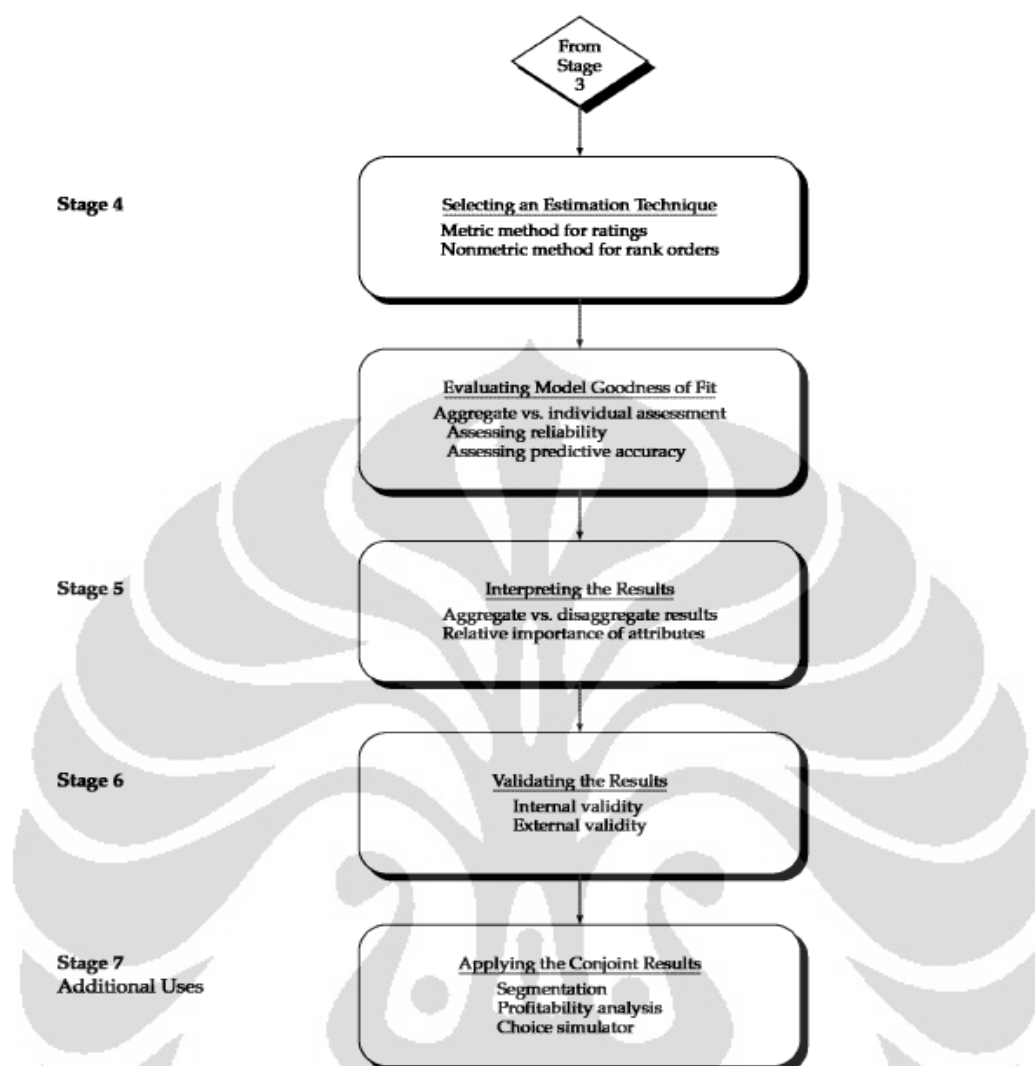 From
Stage
3
Stage 4
Selecting an Estimation Technique
Metric method for ratings
Nonmetric method for rank orders
Evaluating Model Goodness of Fit
Aggregate vs. individual assessment
Assessing reliability
Assessing predictive accuracy
Stage 5
Interpreting the Results
Aggregate vs. disaggregate results
Relative importance of attributes
Stage 6
Validating the Results
Internal validity
External validity
Stage 7
Additional Uses
Applying the Conjoint Results
Segmentation
Profitability analysis
Choice simulator